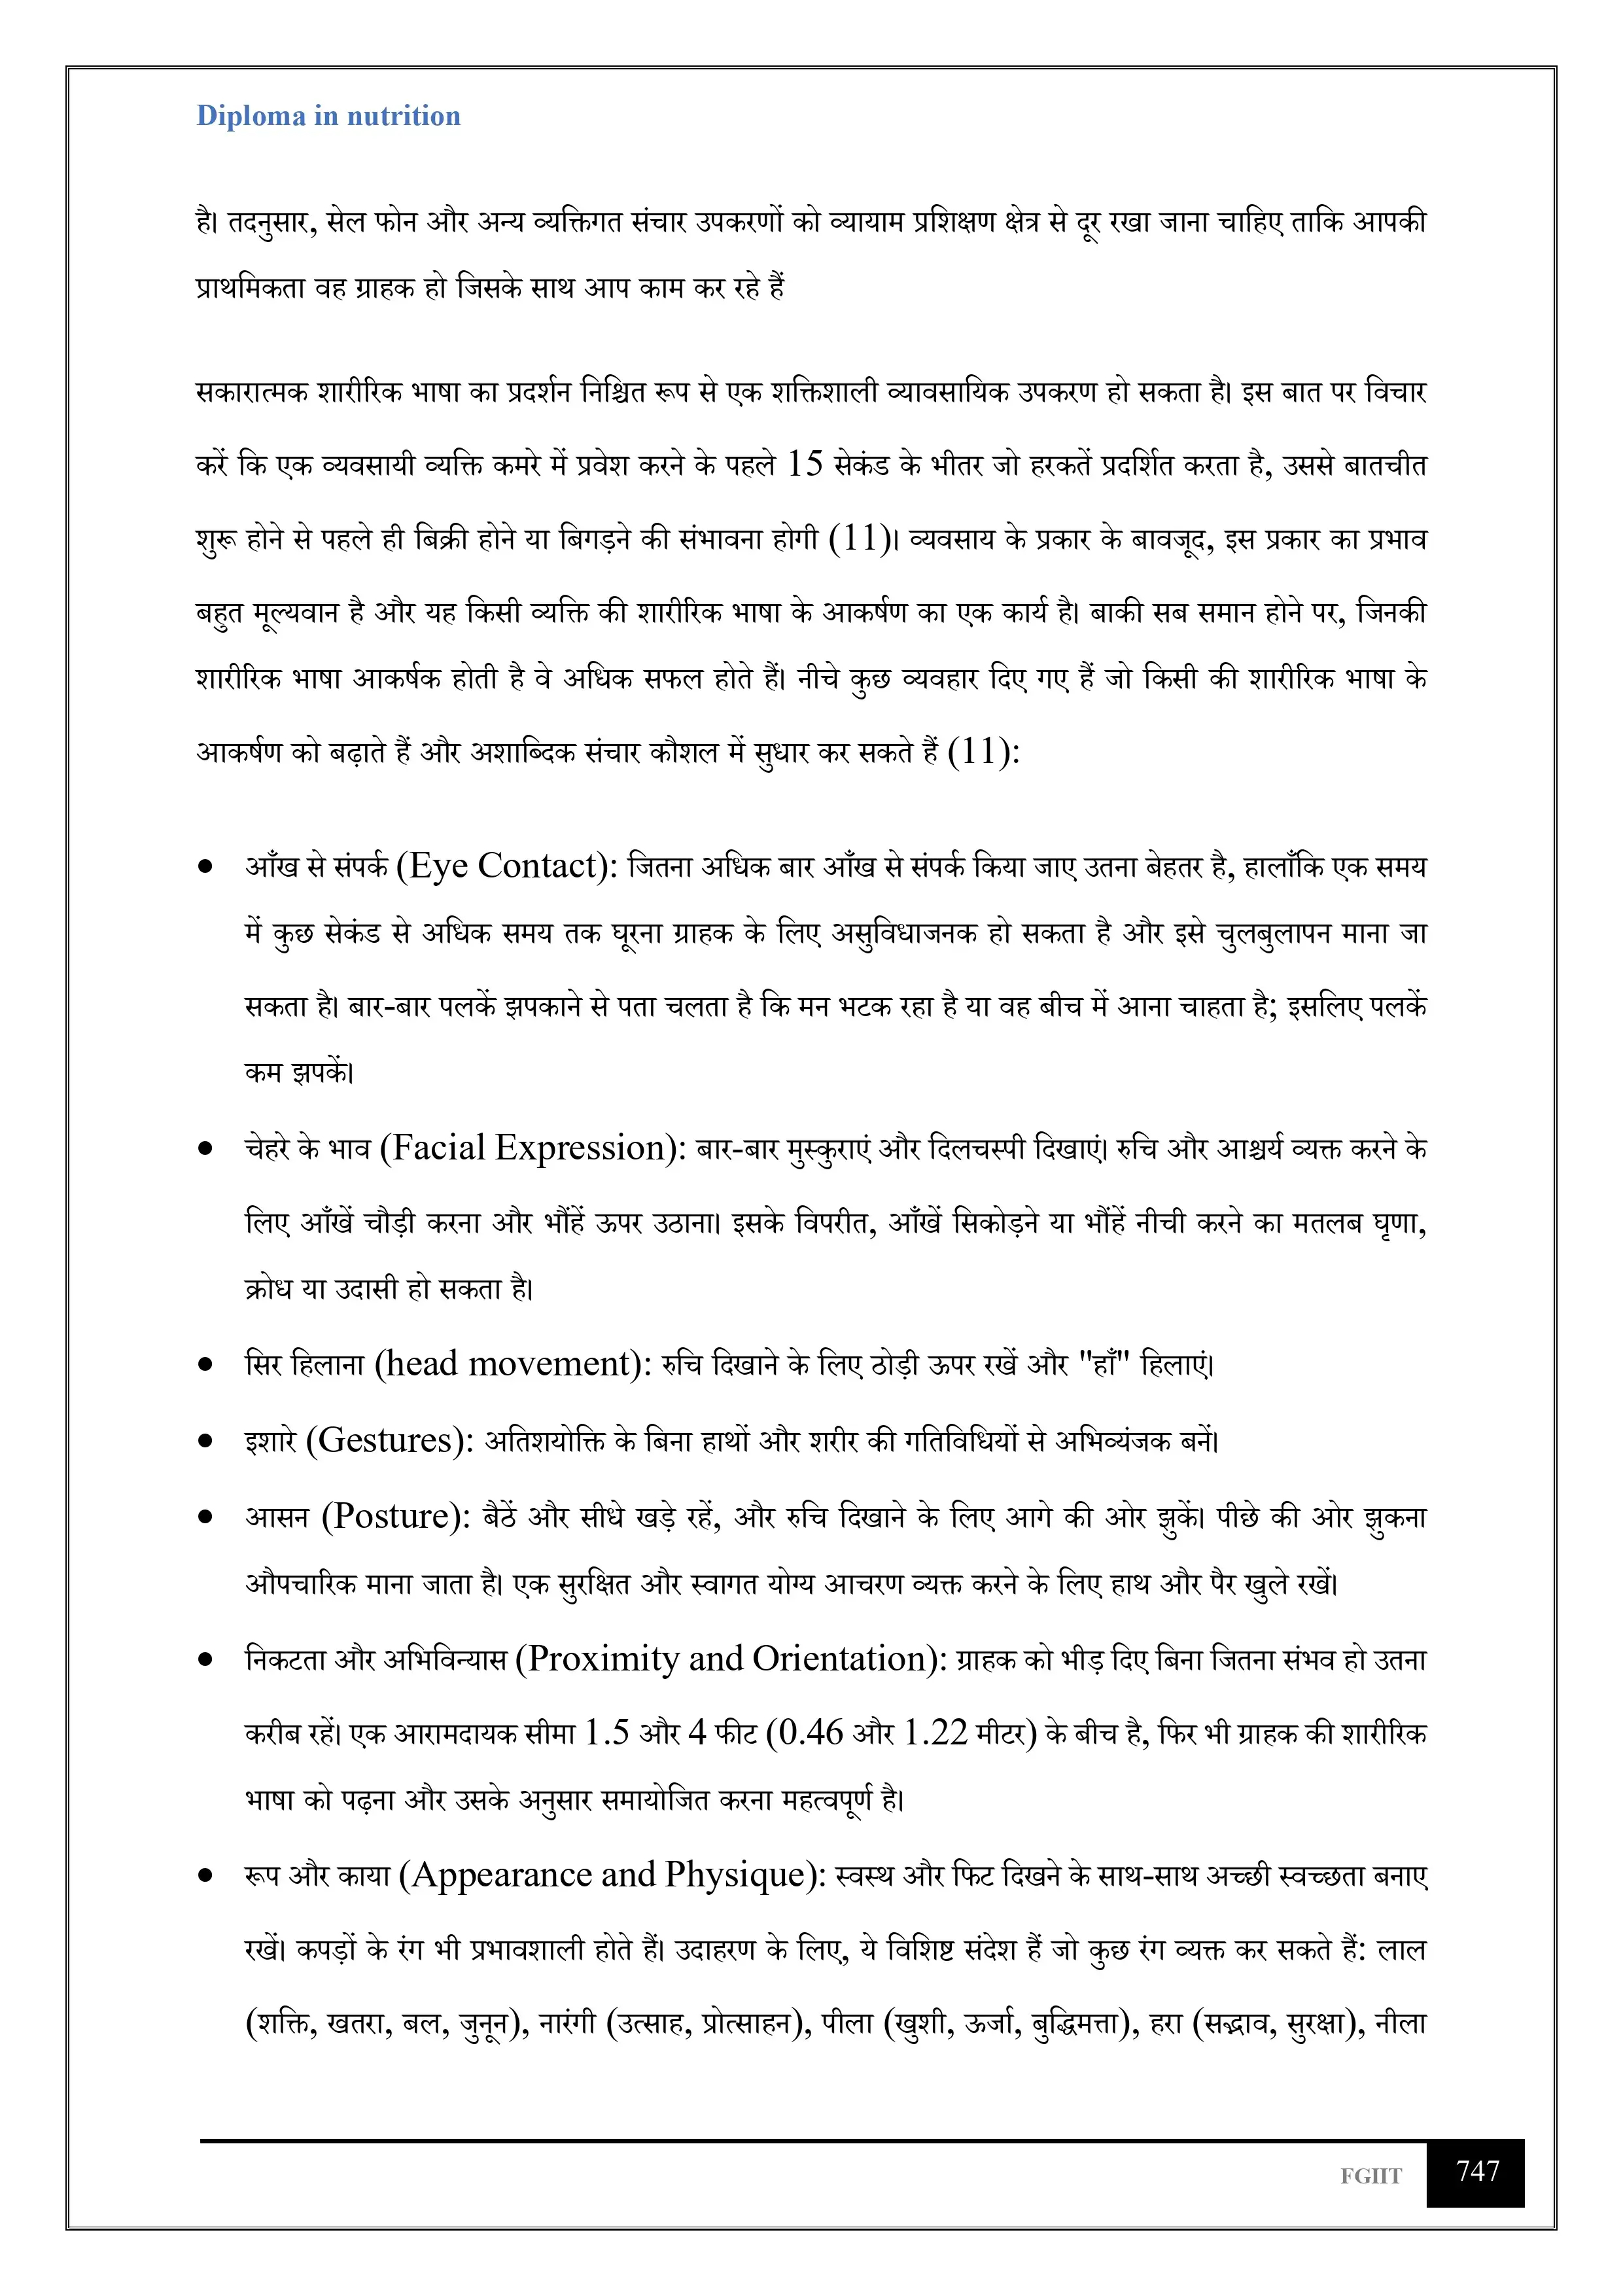 Diploma in nutrition
है। तदनुसार, सेल फोन और अन्य व्यक्तिगत संचार उपकरणों को व्यायाम प्रशिक्षण क्षेत्र से दूर रखा जाना चाहिए ताकि आपकी
प्राथमिकता वह ग्राहक हो जिसके साथ आप काम कर रहे हैं
सकारात्मक शारीरिक भाषा का प्रदर्शन निश्चित रूप से एक शक्तिशाली व्यावसायिक उपकरण हो सकता है। इस बात पर विचार
करें कि एक व्यवसायी व्यक्ति कमरे में प्रवेश करने के पहले 15 सेकंड के भीतर जो हरकतें प्रदर्शित करता है, उससे बातचीत
शुरू होने से पहले ही बिक्री होने या बिगड़ने की संभावना होगी (11)। व्यवसाय के प्रकार के बावजूद, इस प्रकार का प्रभाव
बहुत मूल्यवान है और यह किसी व्यक्ति की शारीरिक भाषा के आकर्षण का एक कार्य है। बाकी सब समान होने पर, जिनकी
शारीरिक भाषा आकर्षक होती है वे अधिक सफल होते हैं। नीचे कुछ व्यवहार दिए गए हैं जो किसी की शारीरिक भाषा के
आकर्षण को बढ़ाते हैं और अशाब्दिक संचार कौशल में सुधार कर सकते हैं (11):
• आँख से संपर्क (Eye Contact): जितना अधिक बार आँख से संपर्क किया जाए उतना बेहतर है, हालाँकि एक समय
में कुछ सेकंड से अधिक समय तक घूरना ग्राहक के लिए असुविधाजनक हो सकता है और इसे चुलबुलापन माना जा
सकता है। बार-बार पलकें झपकाने से पता चलता है कि मन भटक रहा है या वह बीच में आना चाहता है; इसलिए पलकें
कम झपकें।
• चेहरे के भाव (Facial Expression): बार-बार मुस्कुराएं और दिलचस्पी दिखाएं। रुचि और आश्चर्य व्यक्त करने के
लिए आँखें चौड़ी करना और भौंहें ऊपर उठाना। इसके विपरीत, आँखें सिकोड़ने या भौंहें नीची करने का मतलब घृणा,
क्रोध या उदासी हो सकता है।
• सिर हिलाना (head movement): रुचि दिखाने के लिए ठोड़ी ऊपर रखें और "हाँ" हिलाएं।
• इशारे (Gestures): अतिशयोक्ति के बिना हाथों और शरीर की गतिविधियों से अभिव्यंजक बनें।
• आसन (Posture): बैठें और सीधे खड़े रहें, और रुचि दिखाने के लिए आगे की ओर झुकें। पीछे की ओर झुकना
औपचारिक माना जाता है। एक सुरक्षित और स्वागत योग्य आचरण व्यक्त करने के लिए हाथ और पैर खुले रखें।
• निकटता और अभिविन्यास (Proximity and Orientation): ग्राहक को भीड़ दिए बिना जितना संभव हो उतना
करीब रहें। एक आरामदायक सीमा 1.5 और 4 फीट (0.46 और 1.22 मीटर) के बीच है, फिर भी ग्राहक की शारीरिक
भाषा को पढ़ना और उसके अनुसार समायोजित करना महत्वपूर्ण है।
• रूप और काया (Appearance and Physique): स्वस्थ और फिट दिखने के साथ-साथ अच्छी स्वच्छता बनाए
रखें। कपड़ों के रंग भी प्रभावशाली होते हैं। उदाहरण के लिए, ये विशिष्ट संदेश हैं जो कुछ रंग व्यक्त कर सकते हैं: लाल
(शक्ति, खतरा, बल, जुनून), नारंगी (उत्साह, प्रोत्साहन), पीला (खुशी, ऊर्जा, बुद्धिमत्ता), हरा (सद्भाव, सुरक्षा), नीला
FGIIT 747